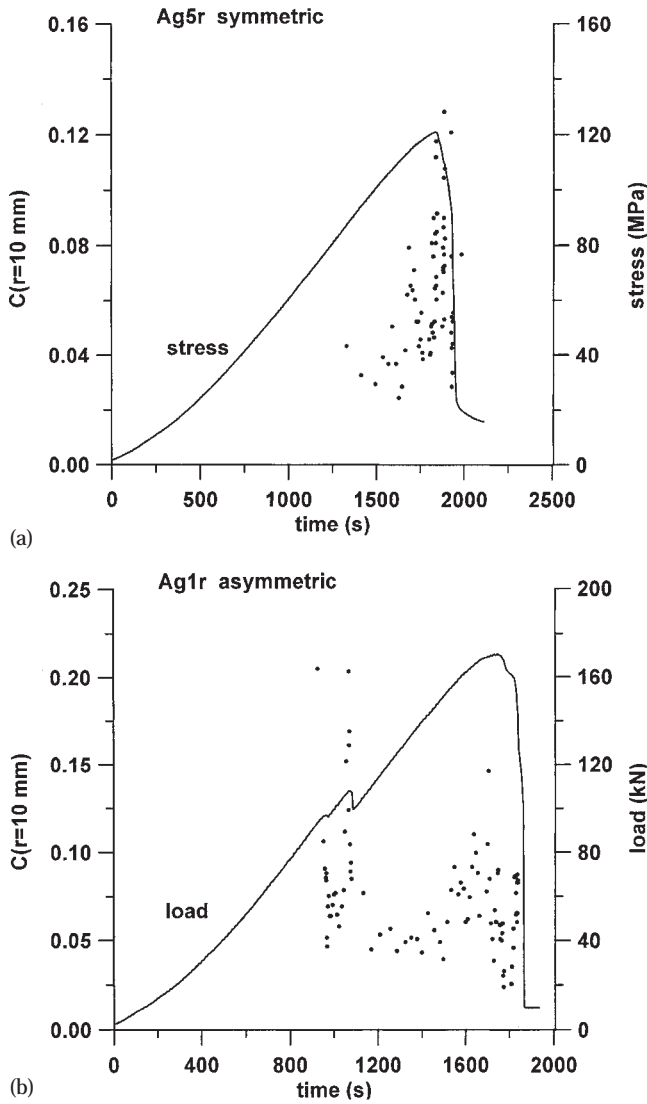 Ag5r symmetric
0.16
0.12
0.08
0.04
0.00
C(r=10 mm)
160
120
80
40
0
stress (MPa)
stress
0 500 1000 1500 2000 2500
time (s)
(a)
Ag1r asymmetric
0.25
0.20
0.15
0.10
0.05
0.00
C(r=10 mm)
200
160
120
80
40
0
load (kN)
load
0 400 800 1200 1600 2000
time (s)
(b)